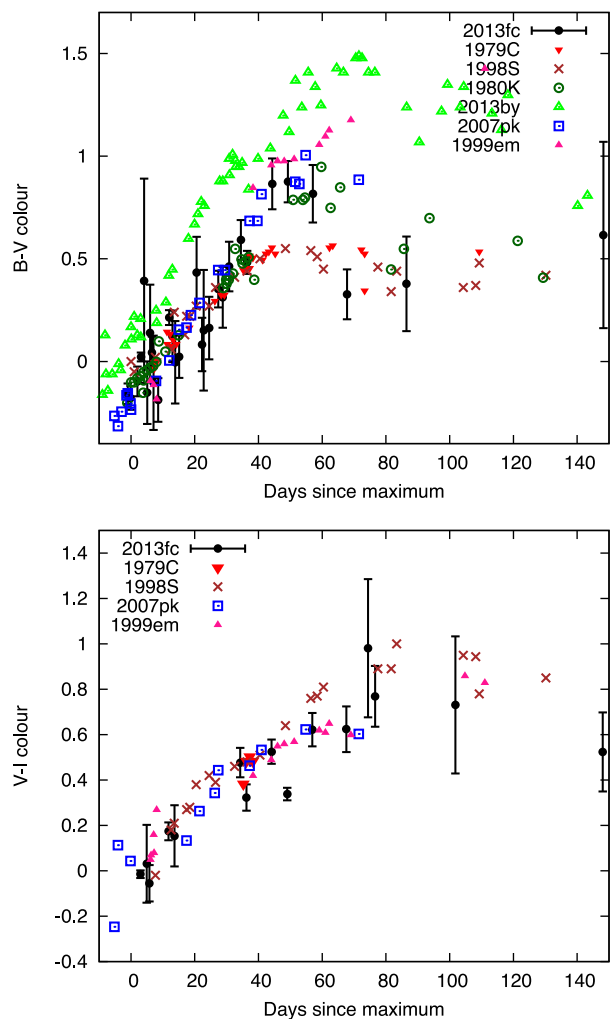 B-V colour
1.5
1
0.5
0
0 20 40 60 80 100 120 140
Days since maximum
2013fc
1979C
1998S
1980K
2013by
2007pk
1999em
V-I colour
1.4
1.2
1
0.8
0.6
0.4
0.2
0
-0.2
-0.4
0 20 40 60 80 100 120 140
Days since maximum
2013fc
1979C
1998S
2007pk
1999em